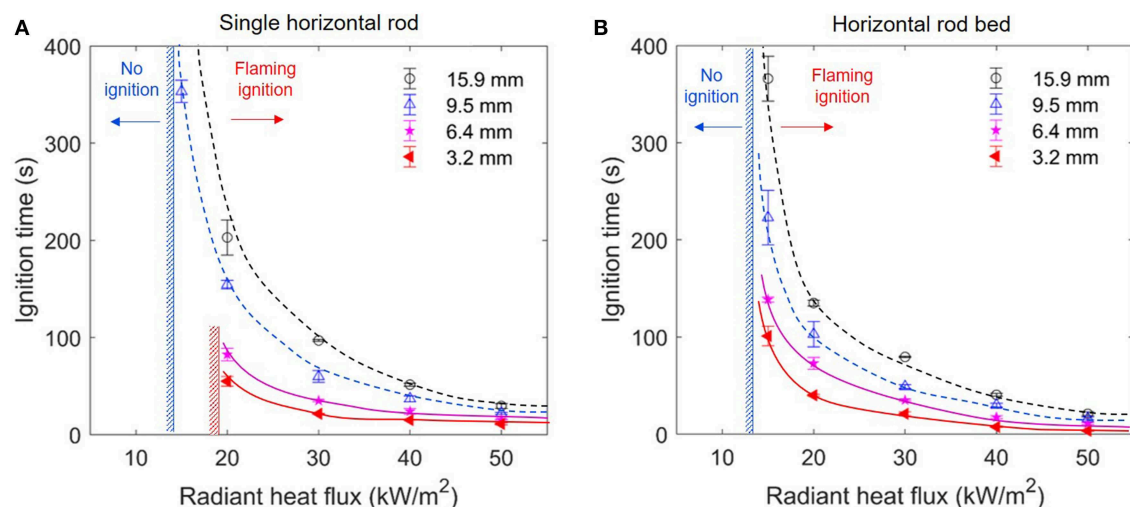 A
Single horizontal rod
400
300
200
100
0
Ignition time (s)
No
ignition
Flaming
ignition
15.9 mm
9.5 mm
6.4 mm
3.2 mm
10 20 30 40 50
Radiant heat flux (kW/m²)
B
Horizontal rod bed
400
300
200
100
0
Ignition time (s)
No
ignition
Flaming
ignition
15.9 mm
9.5 mm
6.4 mm
3.2 mm
10 20 30 40 50
Radiant heat flux (kW/m²)